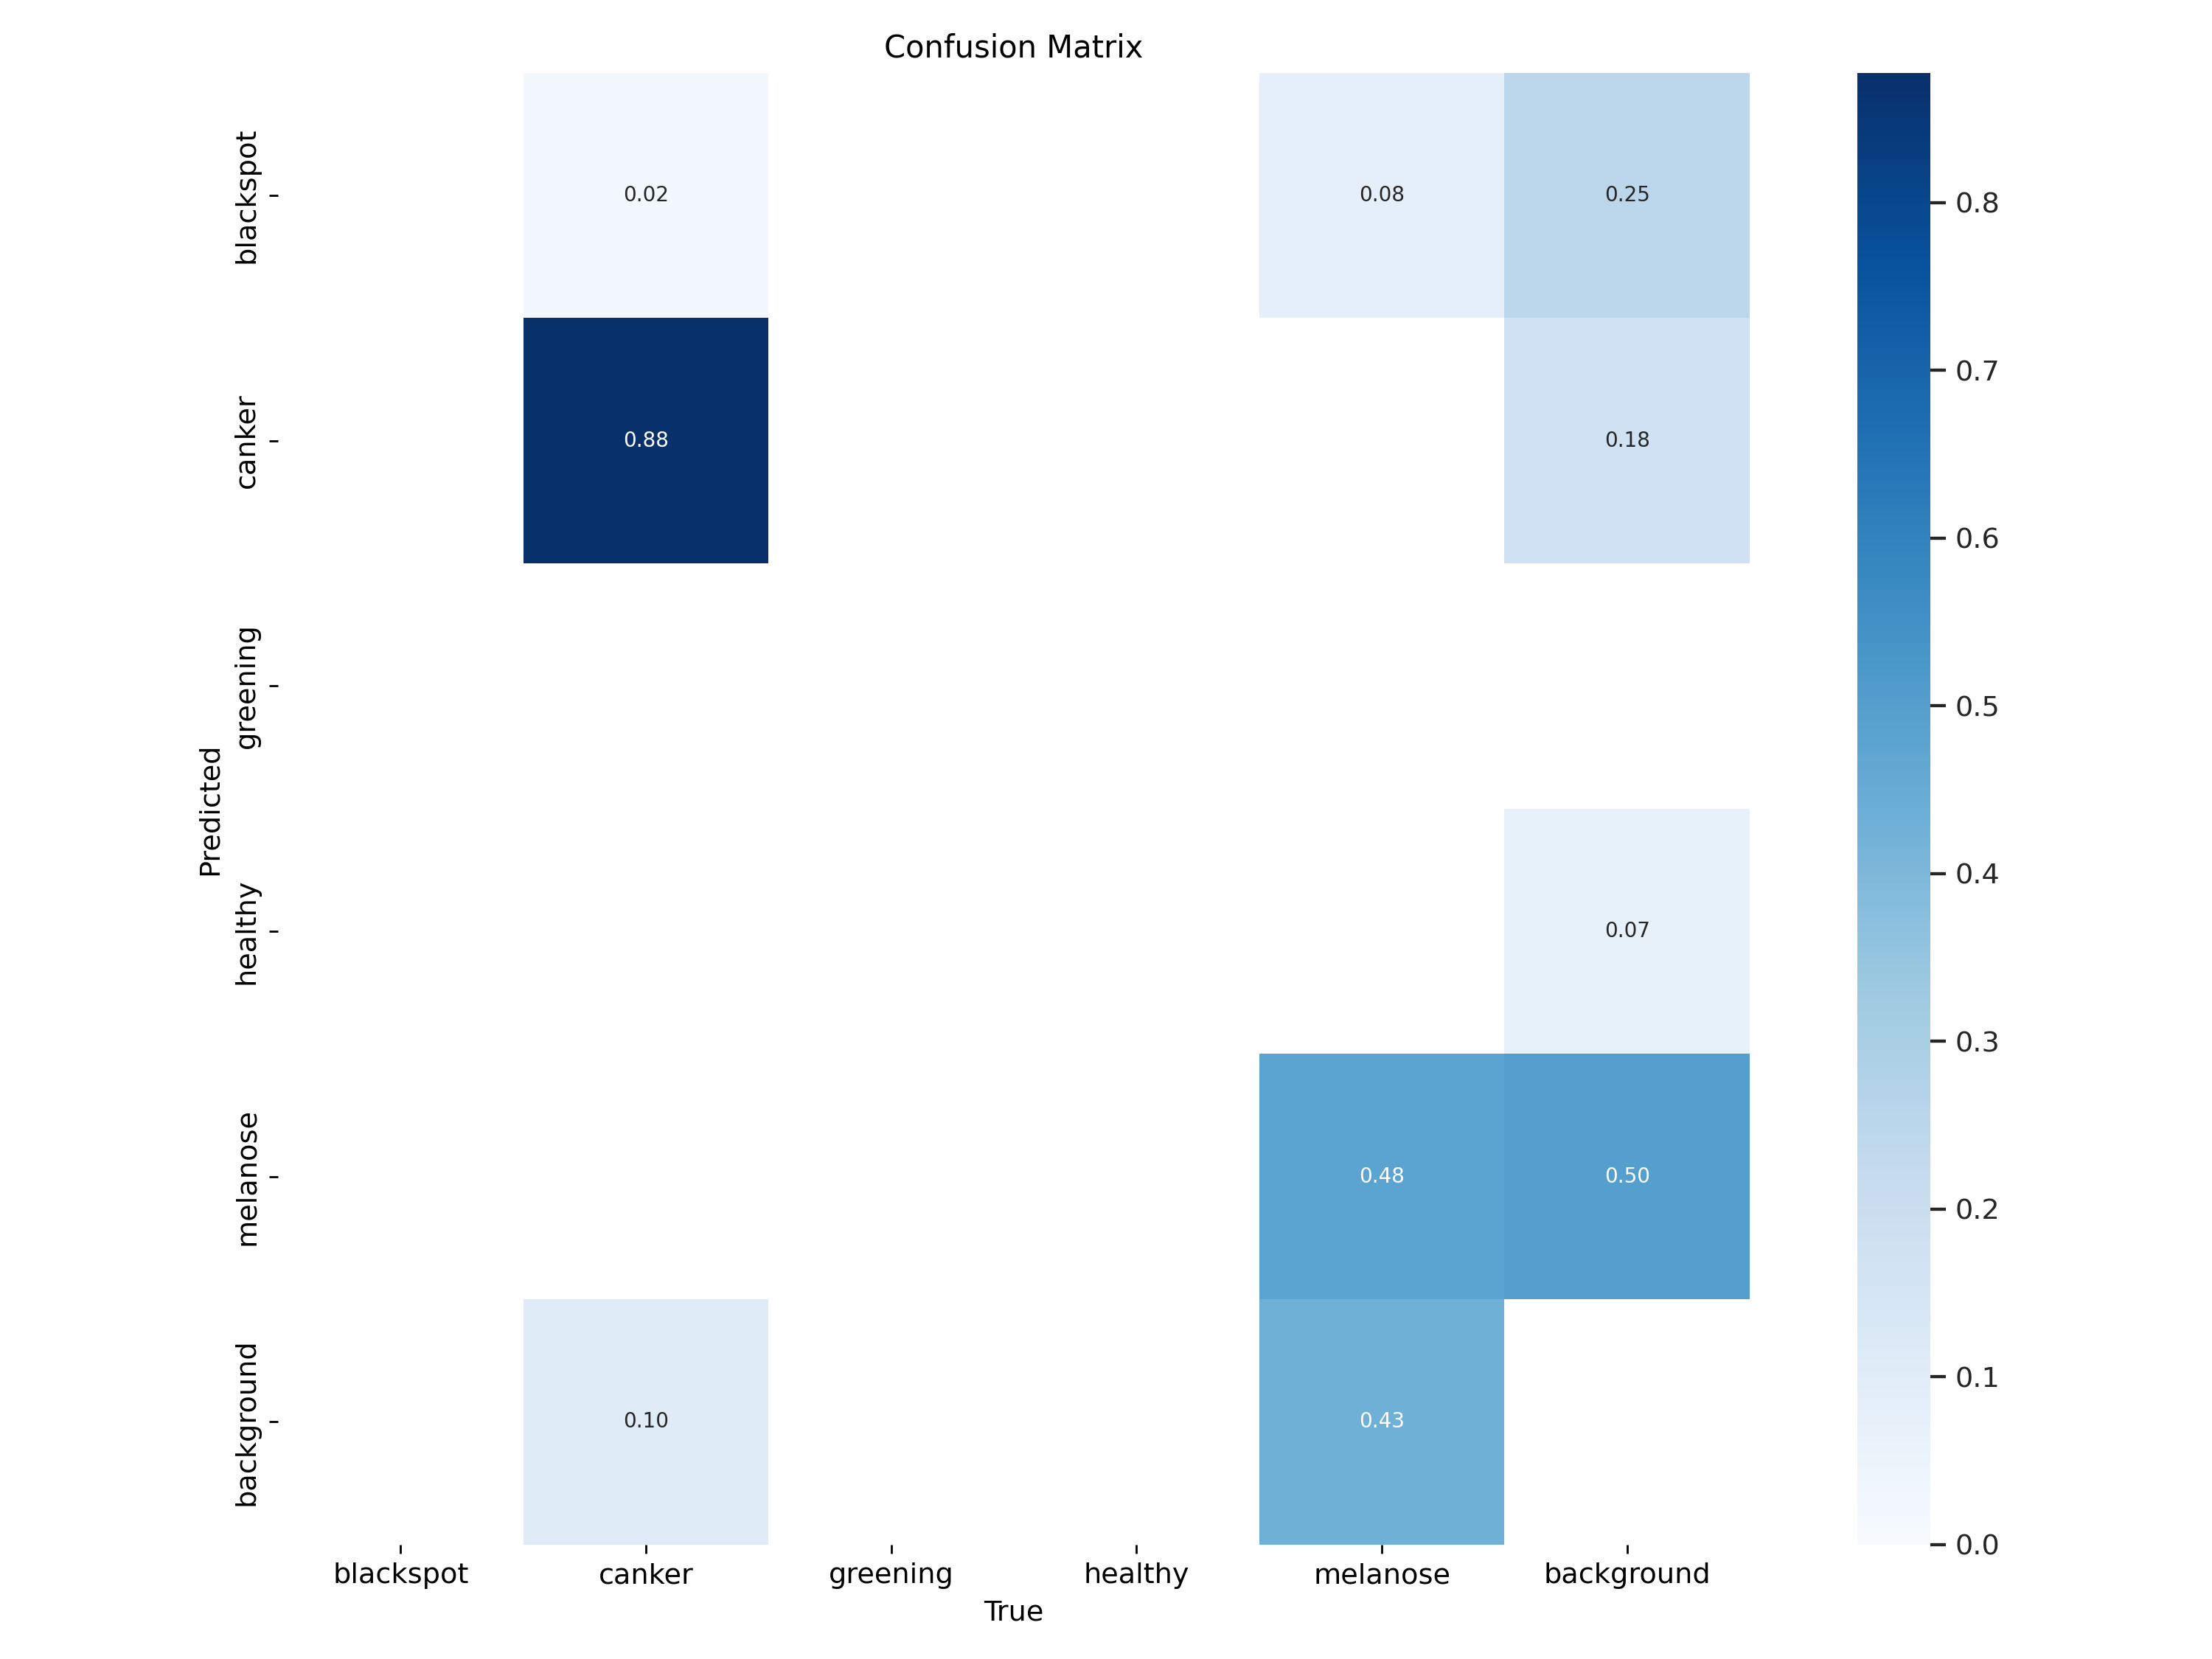 Confusion Matrix
blackspot
canker
greening
healthy
melanose
background
Predicted
0.02
0.08
0.25
0.88
0.18
0.07
0.48
0.50
0.10
0.43
blackspot
canker
greening
healthy
melanose
background
True
0.8
0.7
0.6
0.5
0.4
0.3
0.2
0.1
0.0